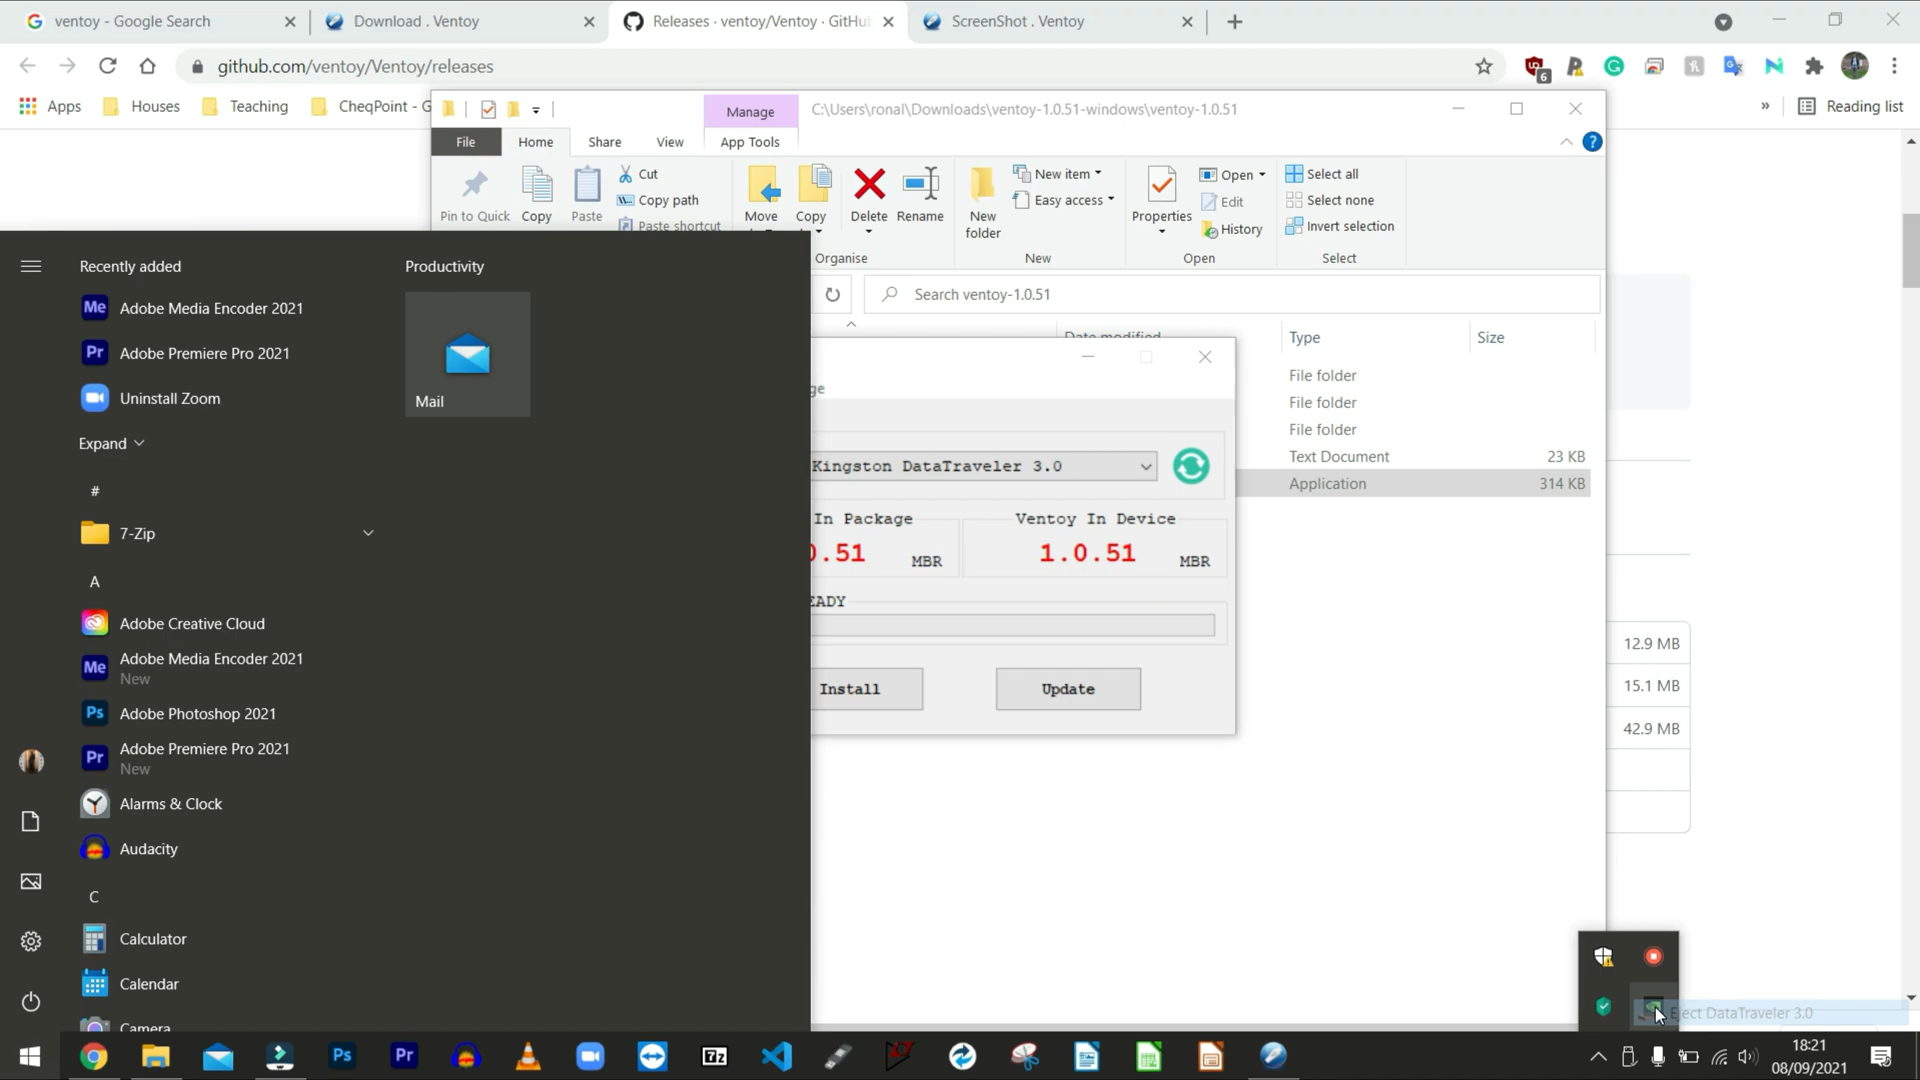 ventoy - Google Search
Download . Ventoy
Releases · ventoy/Ventoy · GitHu
ScreenShot . Ventoy
github.com/ventoy/Ventoy/releases
6
Apps
Houses
Teaching
CheqPoint - G
»
Reading list
Manage
C:\Users\ronal\Downloads\ventoy-1.0.51-windows\ventoy-1.0.51
File
Home
Share
View
App Tools
Pin to Quick
Copy
Paste
Cut
Copy path
Paste shortcut
Move
Copy
Delete
Rename
New folder
New item
Easy access
Properties
Open
Edit
History
Select all
Select none
Invert selection
Organise
New
Open
Select
Search ventoy-1.0.51
Date modified
Type
Size
File folder
File folder
File folder
Text Document
23 KB
Application
314 KB
Kingston DataTraveler 3.0
In Package
Ventoy In Device
0.51
MBR
1.0.51
MBR
EADY
Install
Update
12.9 MB
15.1 MB
42.9 MB
Recently added
Adobe Media Encoder 2021
Adobe Premiere Pro 2021
Uninstall Zoom
Expand
#
7-Zip
A
Adobe Creative Cloud
Adobe Media Encoder 2021
New
Adobe Photoshop 2021
Adobe Premiere Pro 2021
New
Alarms & Clock
Audacity
C
Calculator
Calendar
Camera
Productivity
Mail
Eject DataTraveler 3.0
Ps
Pr
7z
18:21
08/09/2021